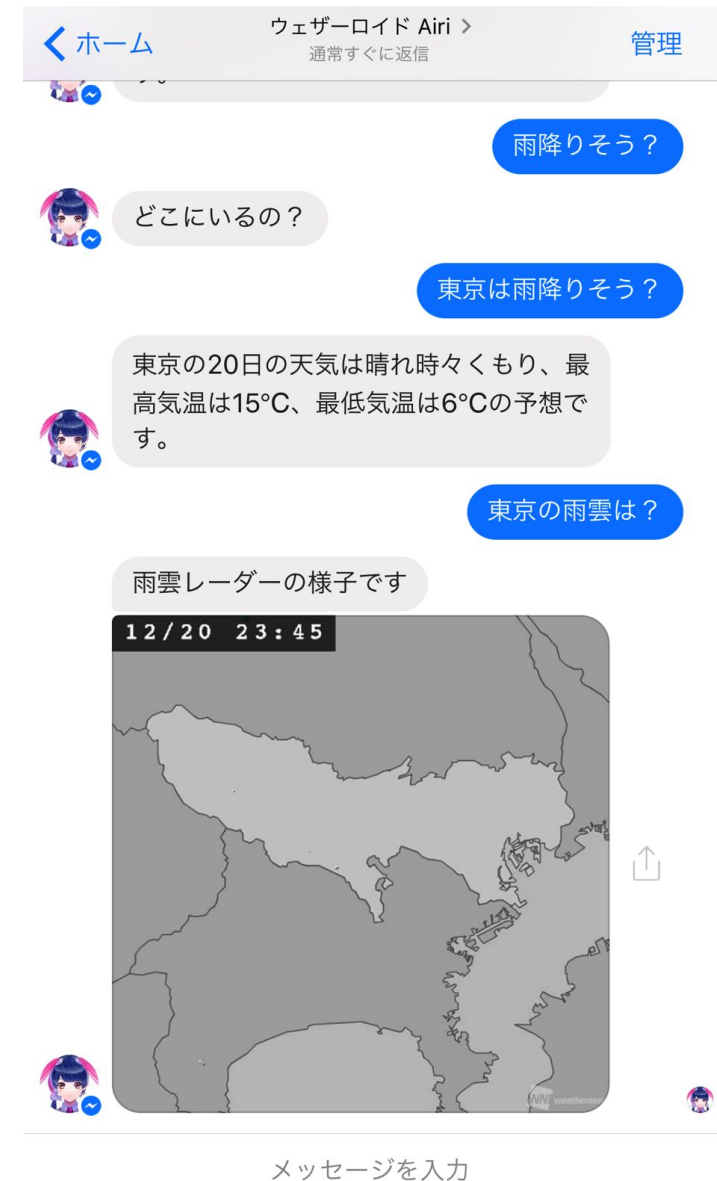 ホーム
ウェザーロイド Airi
通常すぐに返信
管理
す。
雨降りそう?
どこにいるの?
東京は雨降りそう?
東京の20日の天気は晴れ時々くもり、最
高気温は15°C、最低気温は6°Cの予想で
す。
東京の雨雲は?
雨雲レーダーの様子です
12/20 23:45
WN weathernews
メッセージを入力